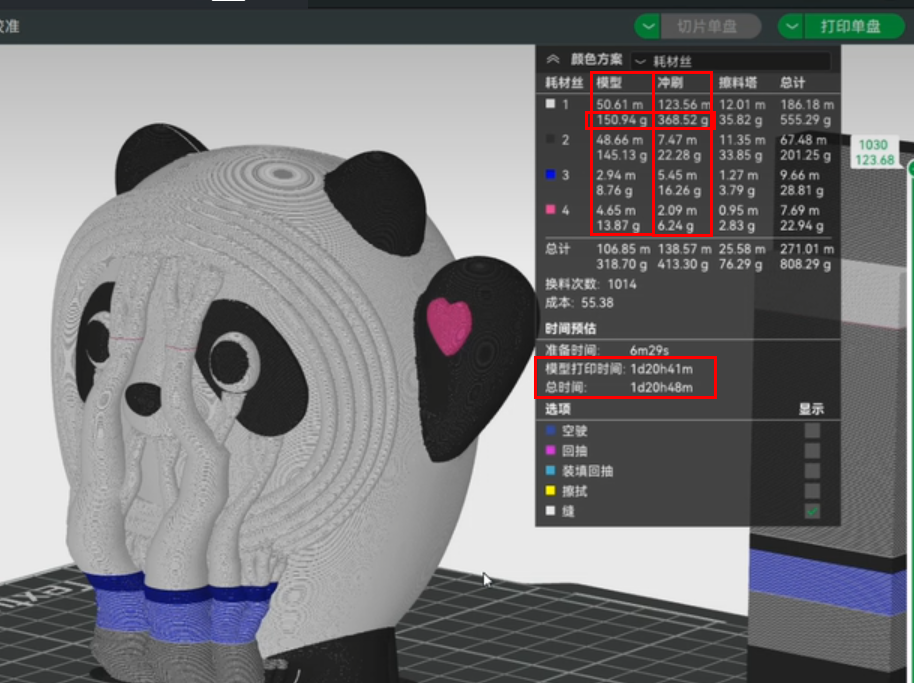 校准
切片单盘
打印单盘
颜色方案 耗材丝
耗材丝 模型 冲刷 擦料塔 总计
1 50.61 m 123.56 m 12.01 m 186.18 m
150.94 g 368.52 g 35.82 g 555.29 g
2 48.66 m 7.47 m 11.35 m 67.48 m
145.13 g 22.28 g 33.85 g 201.25 g
3 2.94 m 5.45 m 1.27 m 9.66 m
8.76 g 16.26 g 3.79 g 28.81 g
4 4.65 m 2.09 m 0.95 m 7.69 m
13.87 g 6.24 g 2.83 g 22.94 g
总计 106.85 m 138.57 m 25.58 m 271.01 m
318.70 g 413.30 g 76.29 g 808.29 g
换料次数: 1014
成本: 55.38
时间预估
准备时间: 6m29s
模型打印时间: 1d20h41m
总时间: 1d20h48m
选项 显示
空驶
回抽
装填回抽
擦拭
缝
1030
123.68